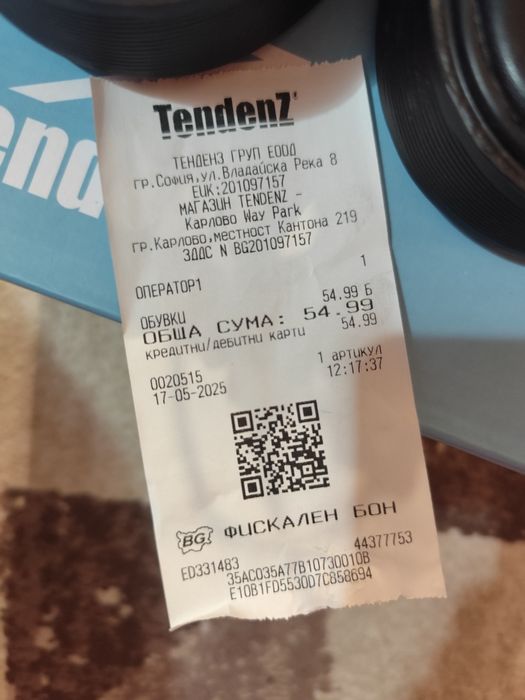 end
TendenZ
ТЕНДЕНЗ ГРУП ЕООД
гр.София,ул.Владайска Река 8
ЕИК:201097157
МАГАЗИН TENDENZ -
Карлово Way Park
гр.Карлово,местност Кантона 219
ЗДДС N BG201097157
ОПЕРАТОР1 1
ОБУВКИ 54.99 Б
ОБЩА СУМА: 54.99
кредитни/дебитни карти 54.99
0020515 1 артикул
17-05-2025 12:17:37
BG ФИСКАЛЕН БОН
ED331483 44377753
35AC035A77B10730010B
E10B1FD5530D7C858694